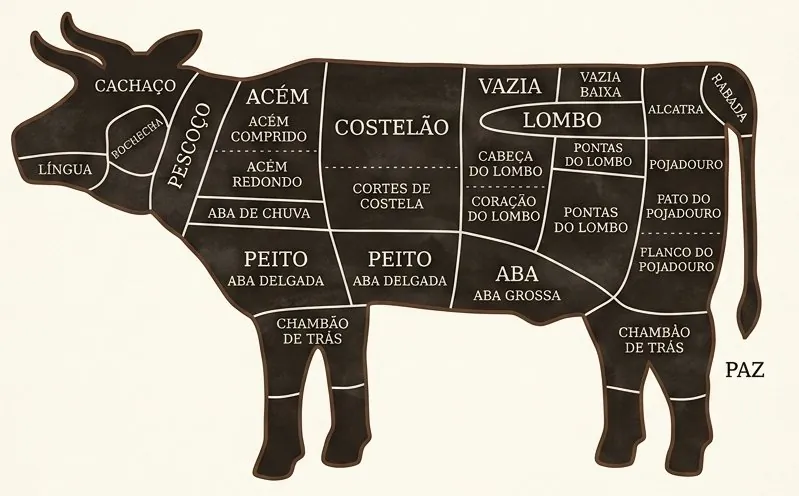 CACHAÇO
BOCHECHA
LÍNGUA
PESCOÇO
ACÉM
ACÉM
COMPRIDO
ACÉM
REDONDO
ABA DE CHUVA
COSTELÃO
CORTES DE
COSTELA
VAZIA
VAZIA
BAIXA
LOMBO
CABEÇA
DO LOMBO
CORAÇÃO
DO LOMBO
PONTAS
DO LOMBO
PONTAS
DO LOMBO
ALCATRA
RABADA
POJADOURO
PATO DO
POJADOURO
FLANCO DO
POJADOURO
PEITO
ABA DELGADA
PEITO
ABA DELGADA
ABA
ABA GROSSA
CHAMBÃO
DE TRÁS
CHAMBÀO
DE TRÁS
PAZ